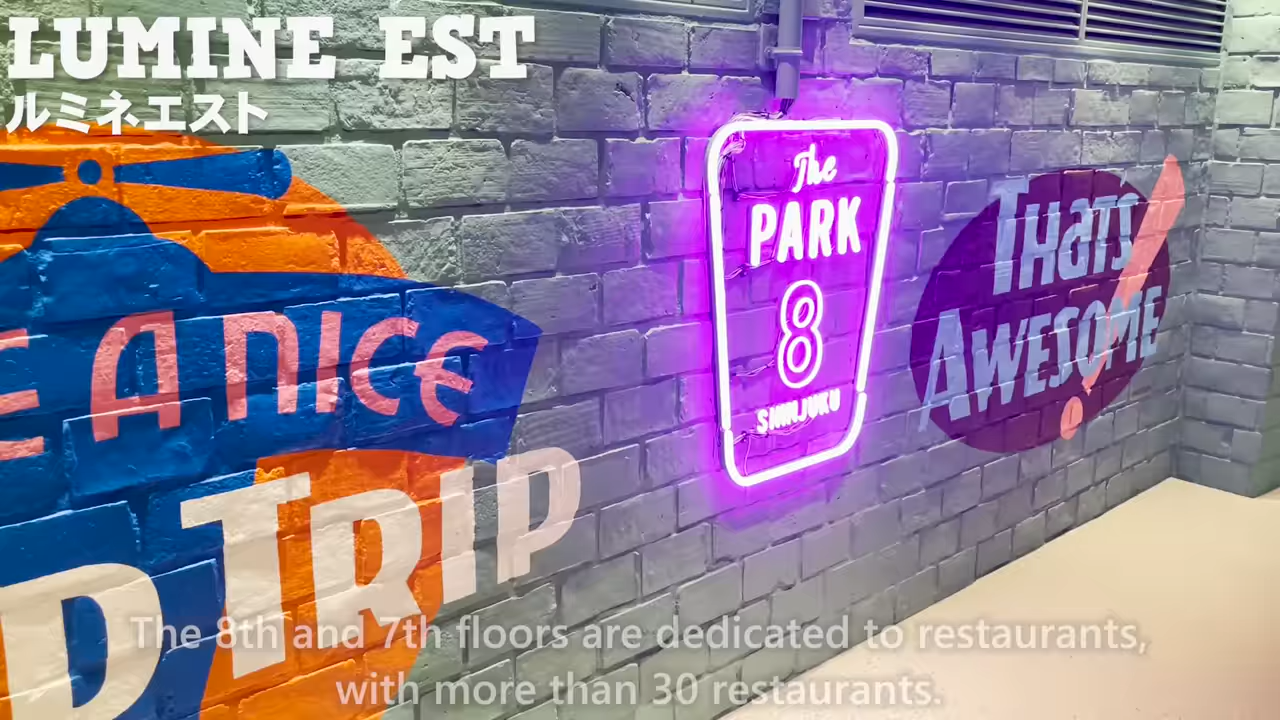 LUMINE EST
ルミネエスト
E A NICE
D TRIP
The
PARK
8
SHINJUKU
THATS
AWESOME
The 8th and 7th floors are dedicated to restaurants,
with more than 30 restaurants.